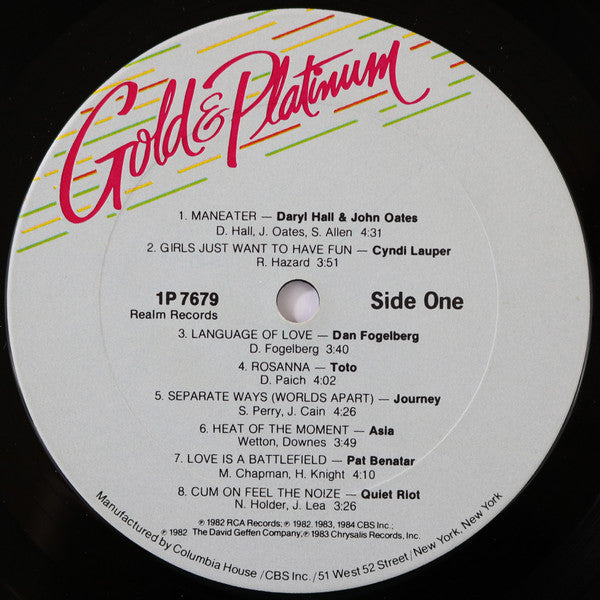 Gold & Platinum
1. MANEATER — Daryl Hall & John Oates
D. Hall, J. Oates, S. Allen 4:31
2. GIRLS JUST WANT TO HAVE FUN — Cyndi Lauper
R. Hazard 3:51
1P 7679
Realm Records
Side One
3. LANGUAGE OF LOVE — Dan Fogelberg
D. Fogelberg 3:40
4. ROSANNA — Toto
D. Paich 4:02
5. SEPARATE WAYS (WORLDS APART) — Journey
S. Perry, J. Cain 4:26
6. HEAT OF THE MOMENT — Asia
Wetton, Downes 3:49
7. LOVE IS A BATTLEFIELD — Pat Benatar
M. Chapman, H. Knight 4:10
8. CUM ON FEEL THE NOIZE — Quiet Riot
N. Holder, J. Lea 3:26
℗ 1982 RCA Records; ℗ 1982, 1983, 1984 CBS Inc.;
℗ 1982 The David Geffen Company; ℗ 1983 Chrysalis Records, Inc.
Manufactured by Columbia House / CBS Inc. / 51 West 52 Street / New York, New York